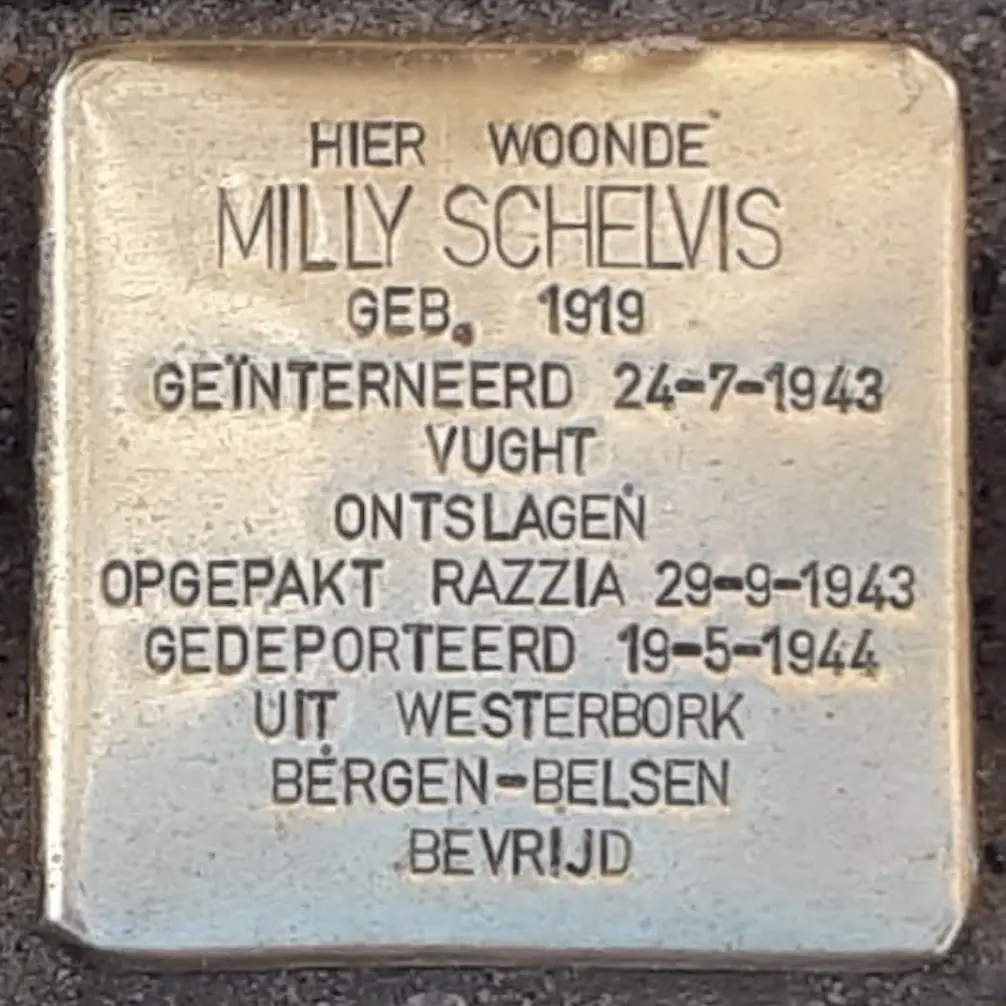 HIER WOONDE
MILLY SCHELVIS
GEB. 1919
GEÏNTERNEERD 24-7-1943
VUGHT
ONTSLAGEN
OPGEPAKT RAZZIA 29-9-1943
GEDEPORTEERD 19-5-1944
UIT WESTERBORK
BERGEN-BELSEN
BEVRIJD